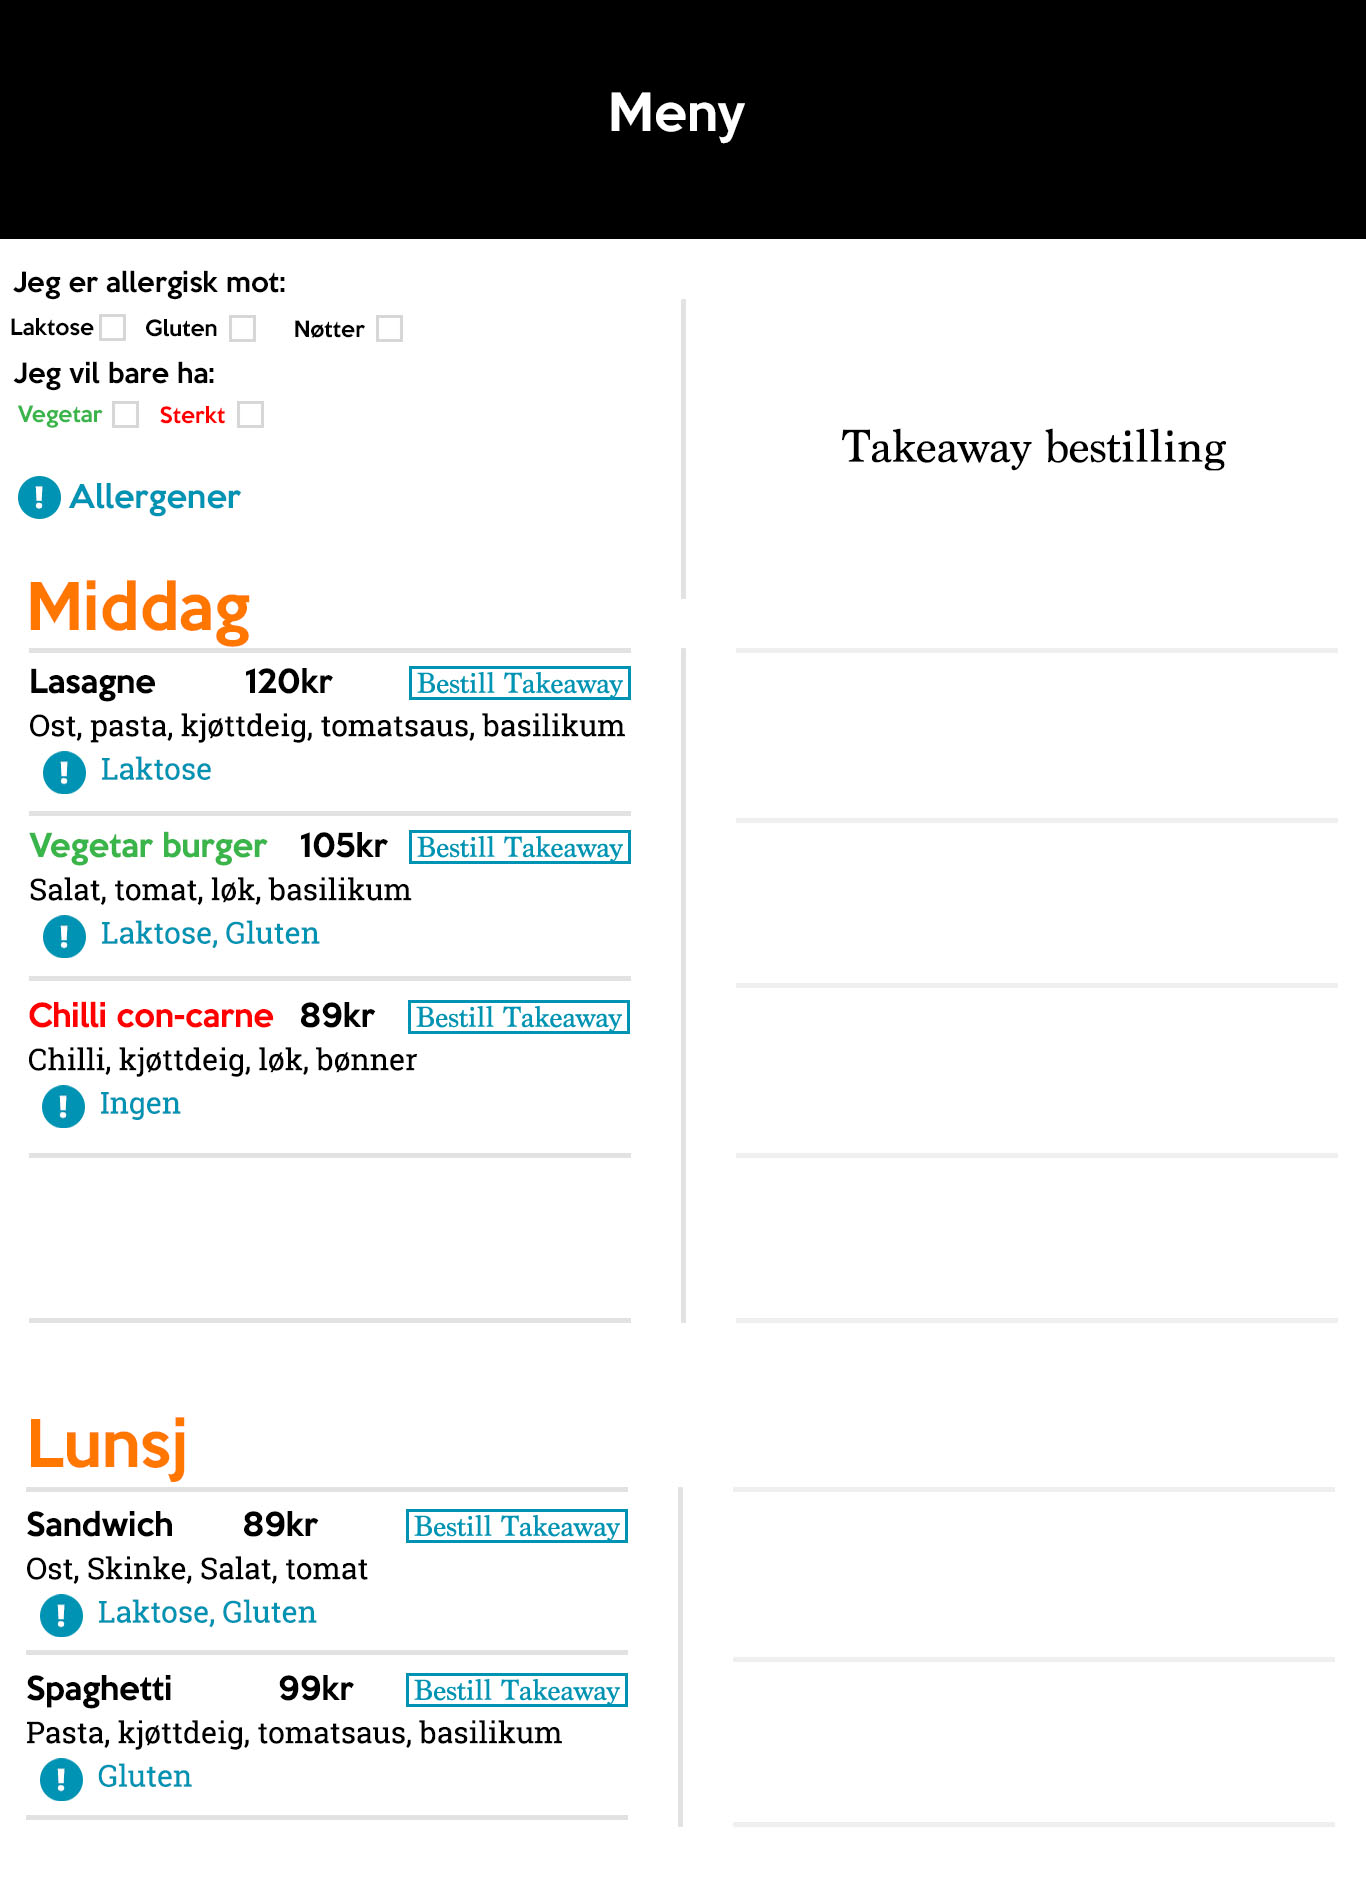 Meny
Jeg er allergisk mot:
Laktose Gluten Nøtter
Jeg vil bare ha:
Vegetar Sterkt
Takeaway bestilling
! Allergener
Middag
Lasagne 120kr Bestill Takeaway
Ost, pasta, kjøttdeig, tomatsaus, basilikum
! Laktose
Vegetar burger 105kr Bestill Takeaway
Salat, tomat, løk, basilikum
! Laktose, Gluten
Chilli con-carne 89kr Bestill Takeaway
Chilli, kjøttdeig, løk, bønner
! Ingen
Lunsj
Sandwich 89kr Bestill Takeaway
Ost, Skinke, Salat, tomat
! Laktose, Gluten
Spaghetti 99kr Bestill Takeaway
Pasta, kjøttdeig, tomatsaus, basilikum
! Gluten